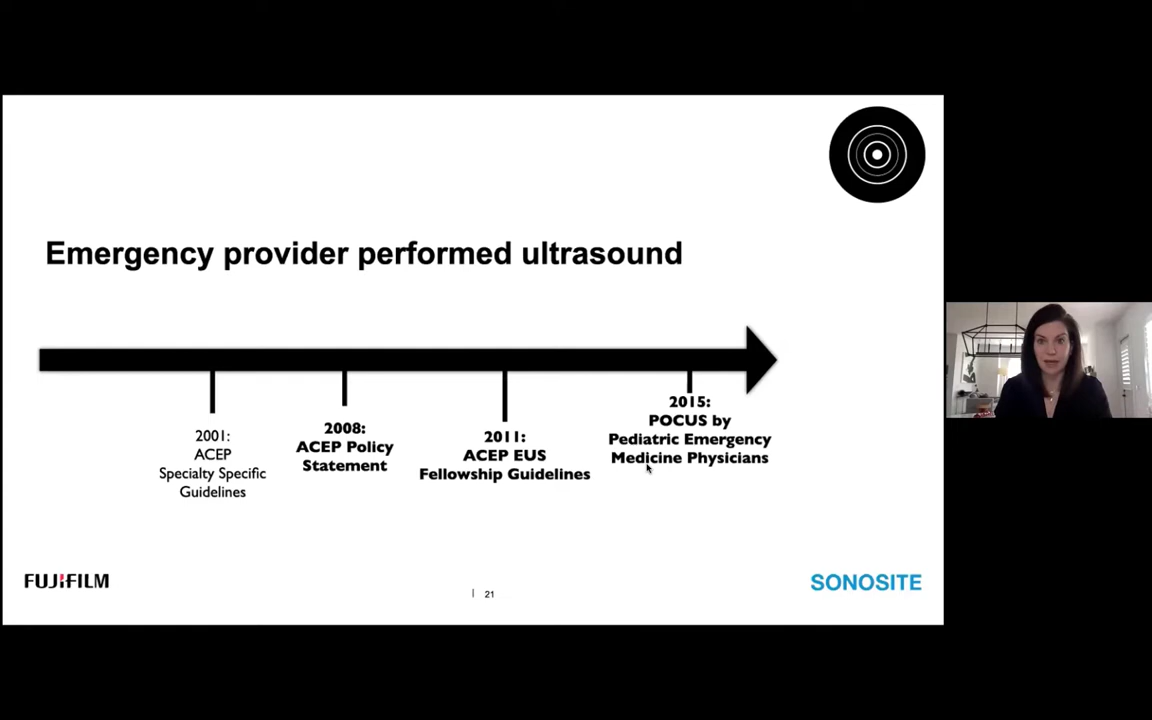 Emergency provider performed ultrasound
2001:
ACEP
Specialty Specific
Guidelines
2008:
ACEP Policy
Statement
2011:
ACEP EUS
Fellowship Guidelines
2015:
POCUS by
Pediatric Emergency
Medicine Physicians
FUJIFILM
| 21
SONOSITE